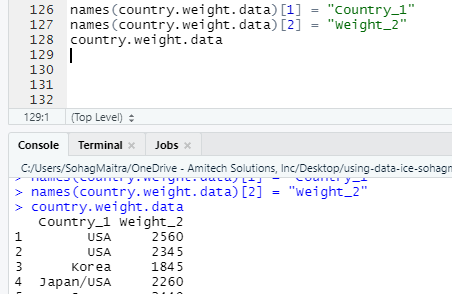 126 names(country.weight.data)[1] = "Country_1"
127 names(country.weight.data)[2] = "Weight_2"
128 country.weight.data
129
130
131
132
129:1 (Top Level)
Console Terminal × Jobs ×
C:/Users/SohagMaitra/OneDrive - Amitech Solutions, Inc/Desktop/using-data-ice-sohagm
> names(country.weight.data)[1] = "Country_1"
> names(country.weight.data)[2] = "Weight_2"
> country.weight.data
Country_1 Weight_2
1 USA 2560
2 USA 2345
3 Korea 1845
4 Japan/USA 2260